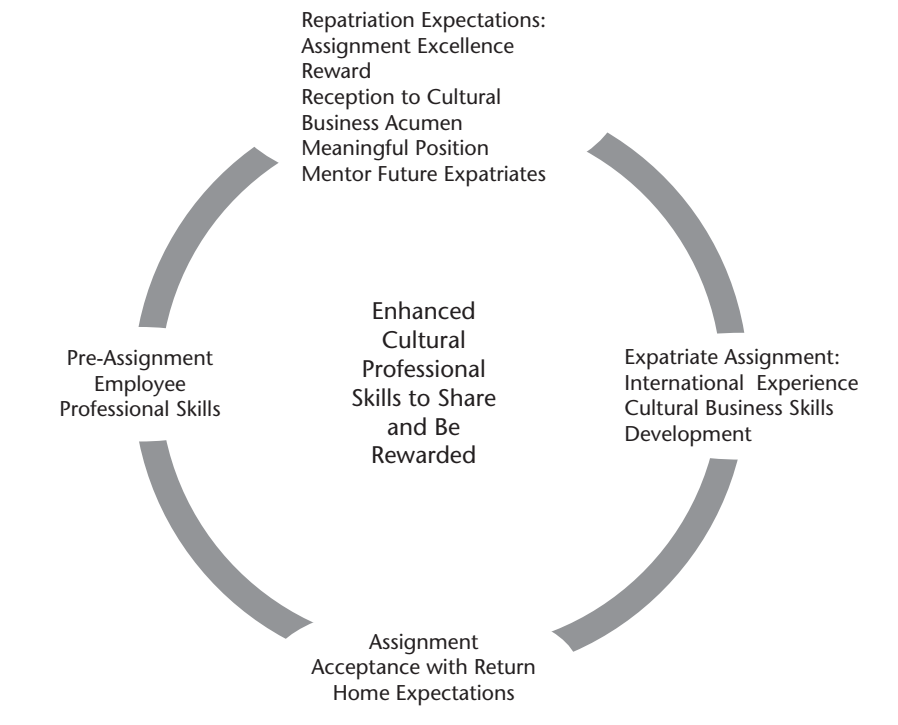 Repatriation Expectations:
Assignment Excellence
Reward
Reception to Cultural
Business Acumen
Meaningful Position
Mentor Future Expatriates
Pre-Assignment
Employee
Professional Skills
Enhanced
Cultural
Professional
Skills to Share
and Be
Rewarded
Expatriate Assignment:
International Experience
Cultural Business Skills
Development
Assignment
Acceptance with Return
Home Expectations